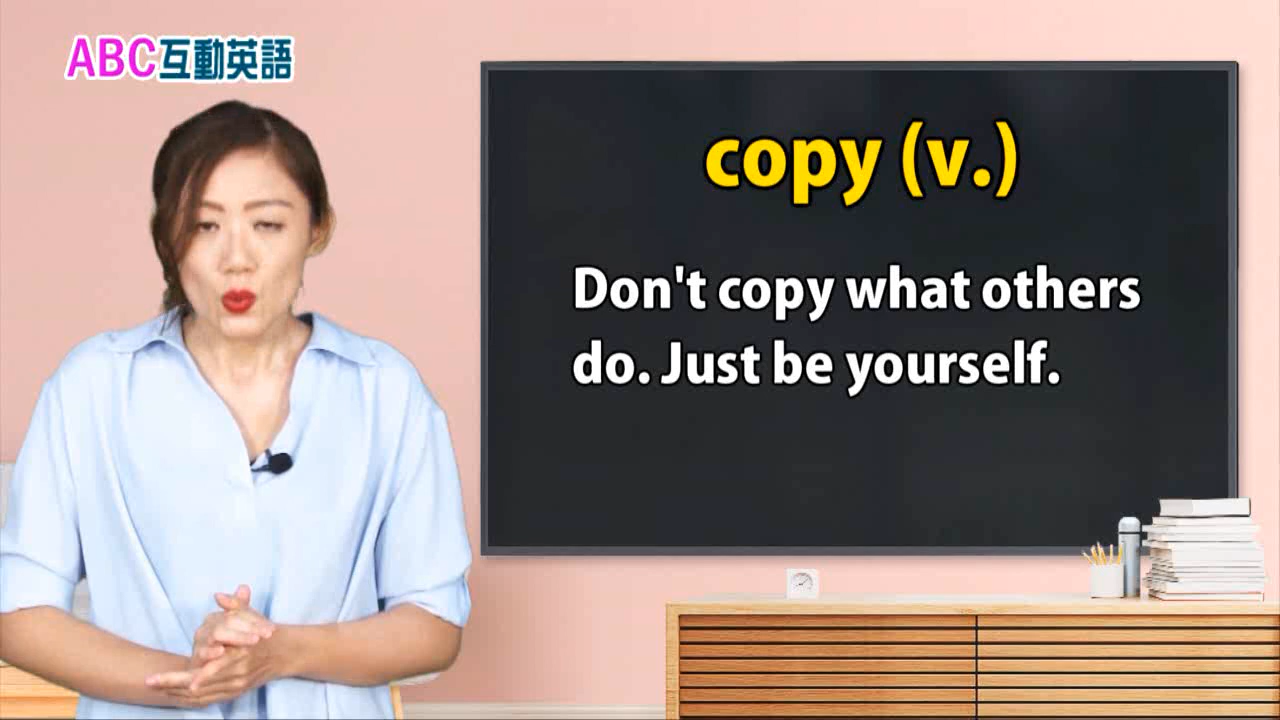 ABC互動英語
copy (v.)
Don't copy what others
do. Just be yourself.